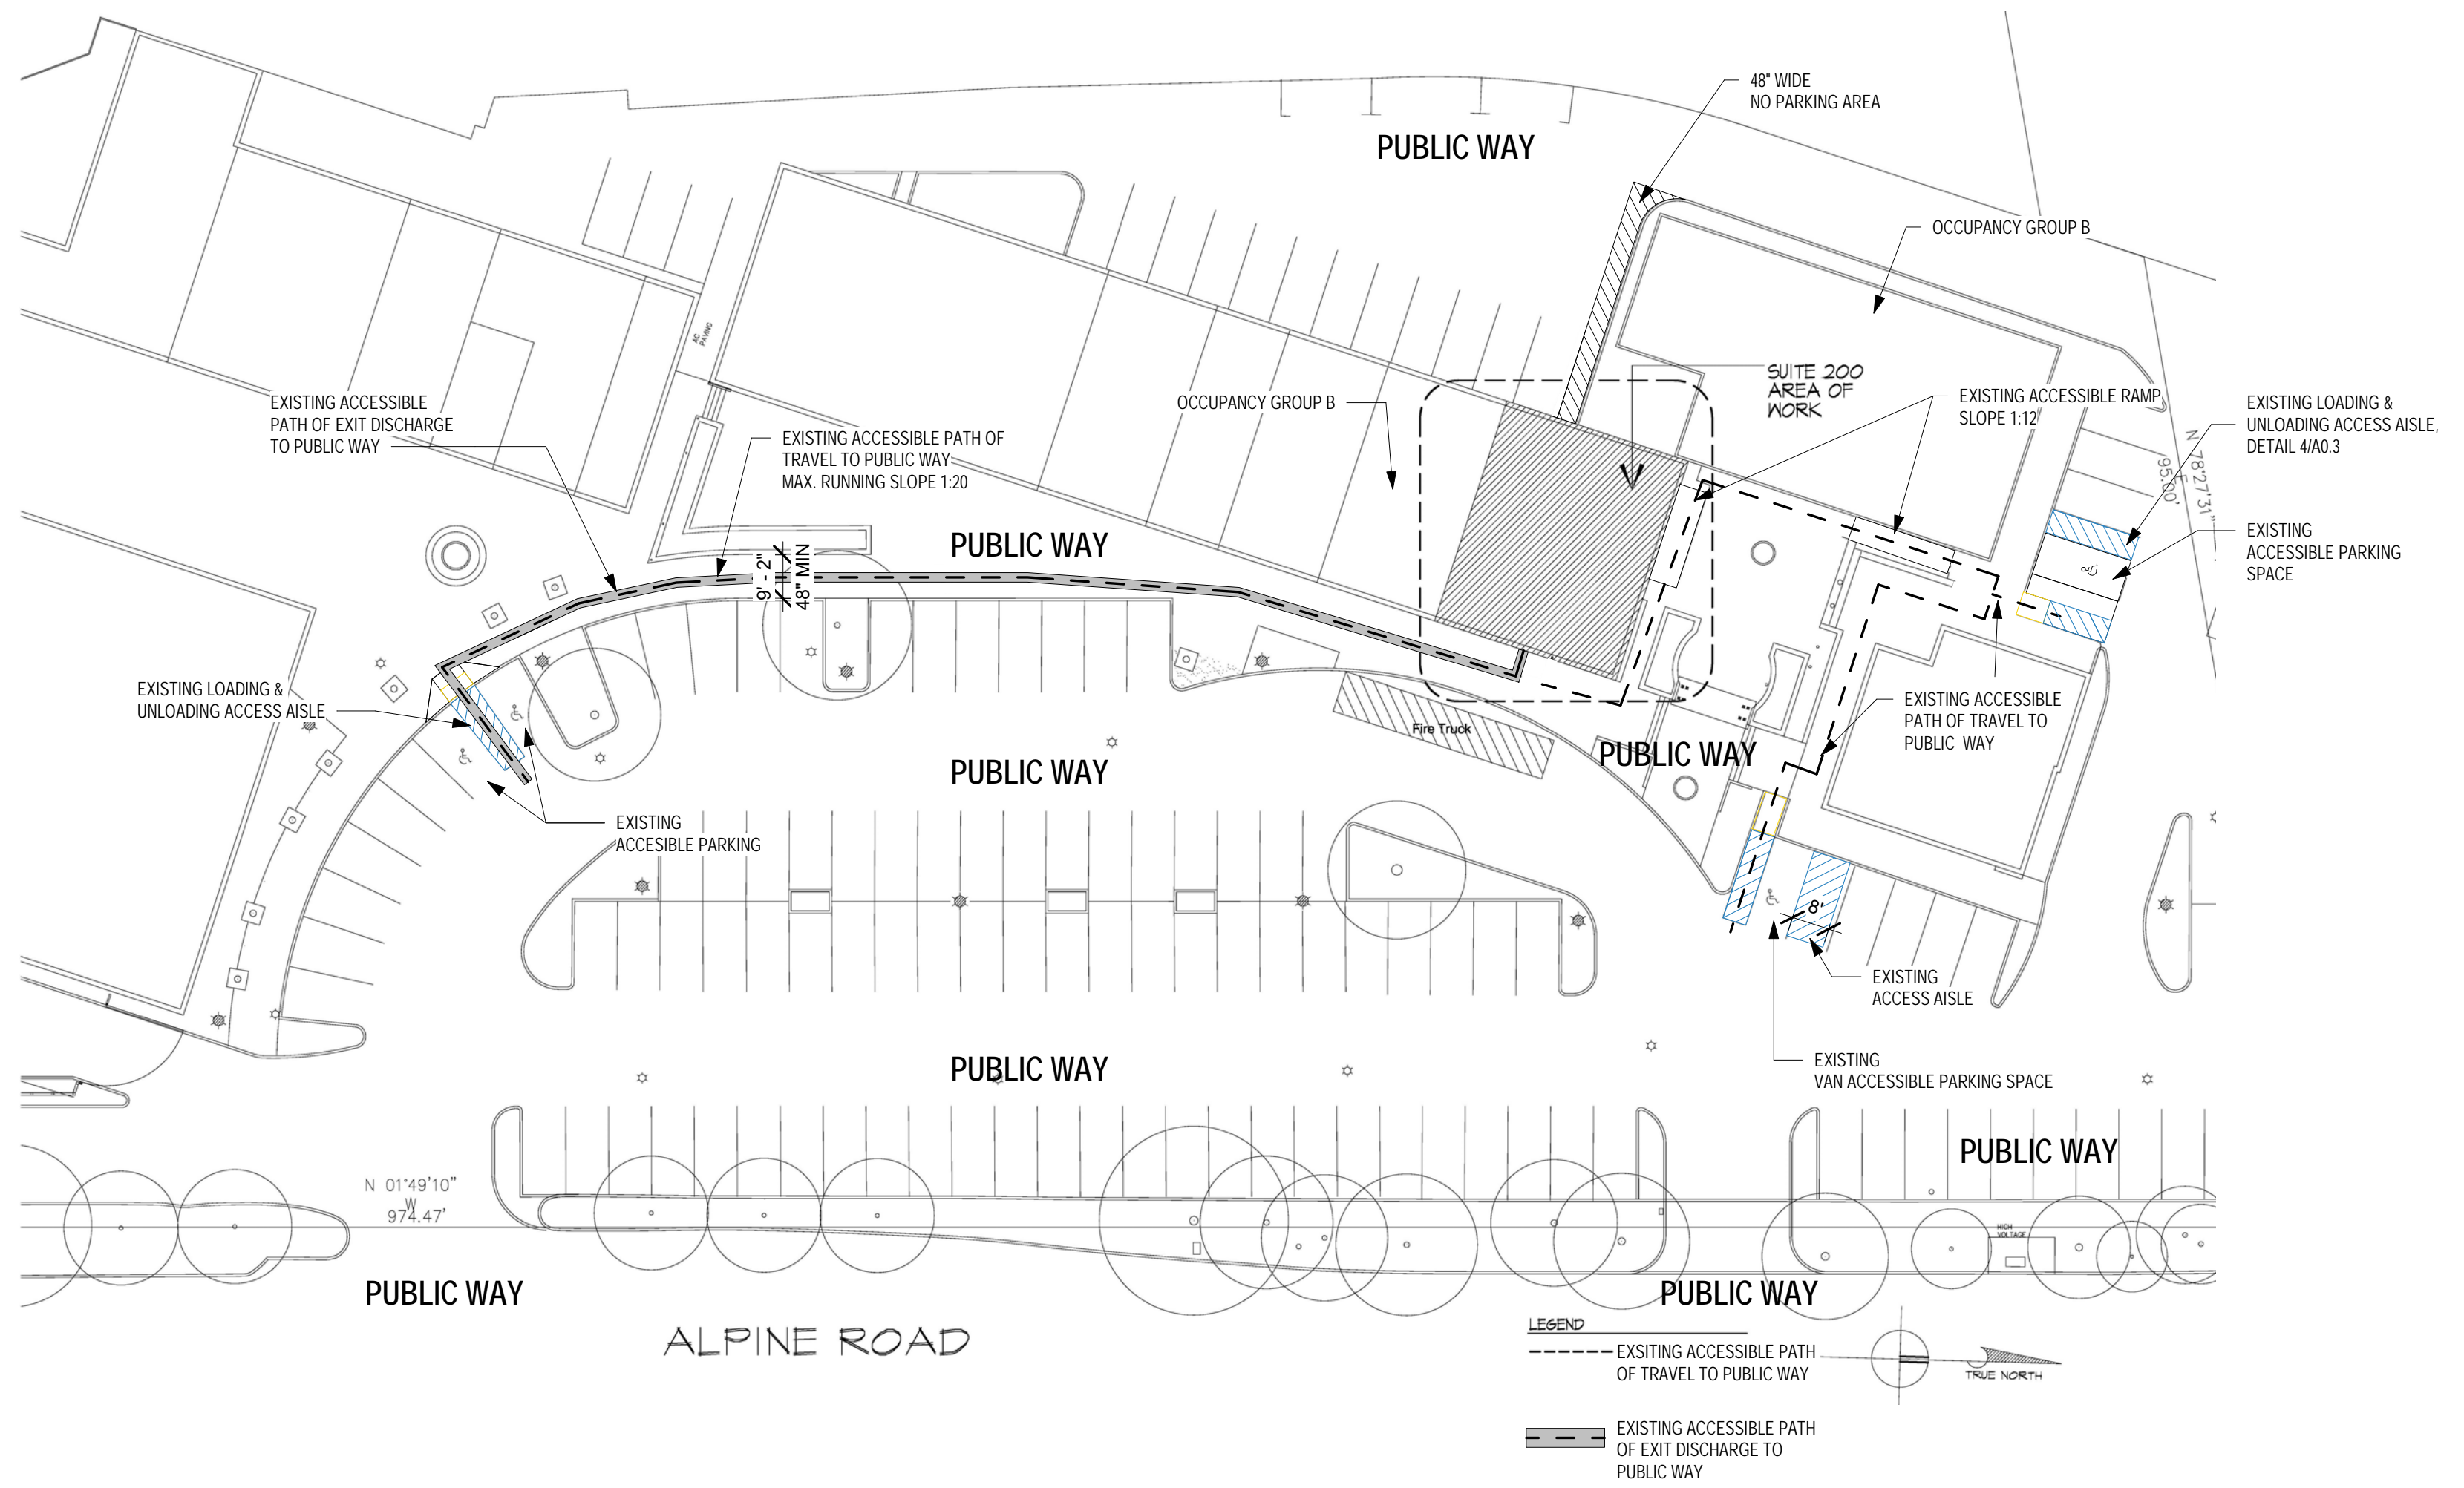 48" WIDE
NO PARKING AREA
PUBLIC WAY
OCCUPANCY GROUP B
AC
PAVING
SUITE 200
AREA OF
WORK
EXISTING ACCESSIBLE RAMP
SLOPE 1:12
EXISTING LOADING &
UNLOADING ACCESS AISLE,
DETAIL 4/A0.3
EXISTING ACCESSIBLE
PATH OF EXIT DISCHARGE
TO PUBLIC WAY
OCCUPANCY GROUP B
EXISTING ACCESSIBLE PATH OF
TRAVEL TO PUBLIC WAY
MAX. RUNNING SLOPE 1:20
N 78°27'31"
E
95.00'
EXISTING
ACCESSIBLE PARKING
SPACE
PUBLIC WAY
9' - 2"
48" MIN
EXISTING LOADING &
UNLOADING ACCESS AISLE
EXISTING ACCESSIBLE
PATH OF TRAVEL TO
PUBLIC WAY
Fire Truck
PUBLIC WAY
PUBLIC WAY
EXISTING
ACCESIBLE PARKING
8'
EXISTING
ACCESS AISLE
EXISTING
VAN ACCESSIBLE PARKING SPACE
PUBLIC WAY
PUBLIC WAY
N 01°49'10"
W
974.47'
HIGH
VOLTAGE
PUBLIC WAY
PUBLIC WAY
ALPINE ROAD
LEGEND
EXSITING ACCESSIBLE PATH
OF TRAVEL TO PUBLIC WAY
TRUE NORTH
EXISTING ACCESSIBLE PATH
OF EXIT DISCHARGE TO
PUBLIC WAY